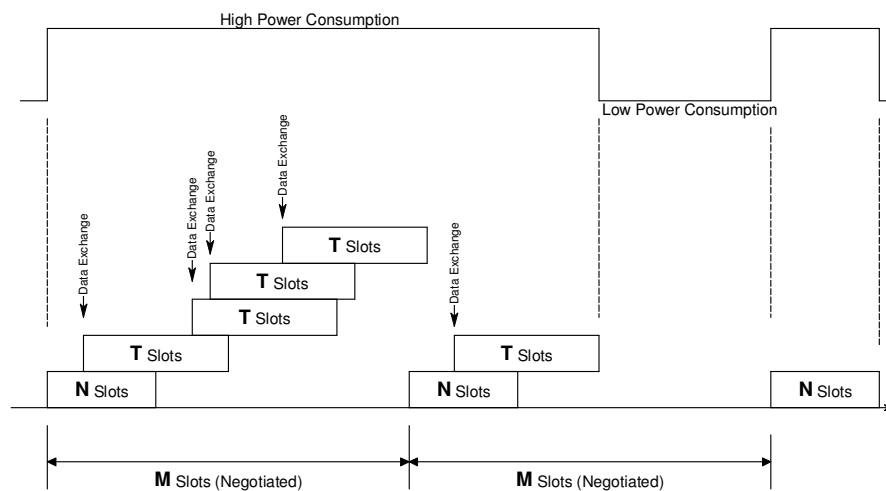 High Power Consumption
Low Power Consumption
Data Exchange
Data Exchange
Data Exchange
Data Exchange
Data Exchange
T Slots
T Slots
T Slots
T Slots
T Slots
N Slots
N Slots
N Slots
M Slots (Negotiated)
M Slots (Negotiated)